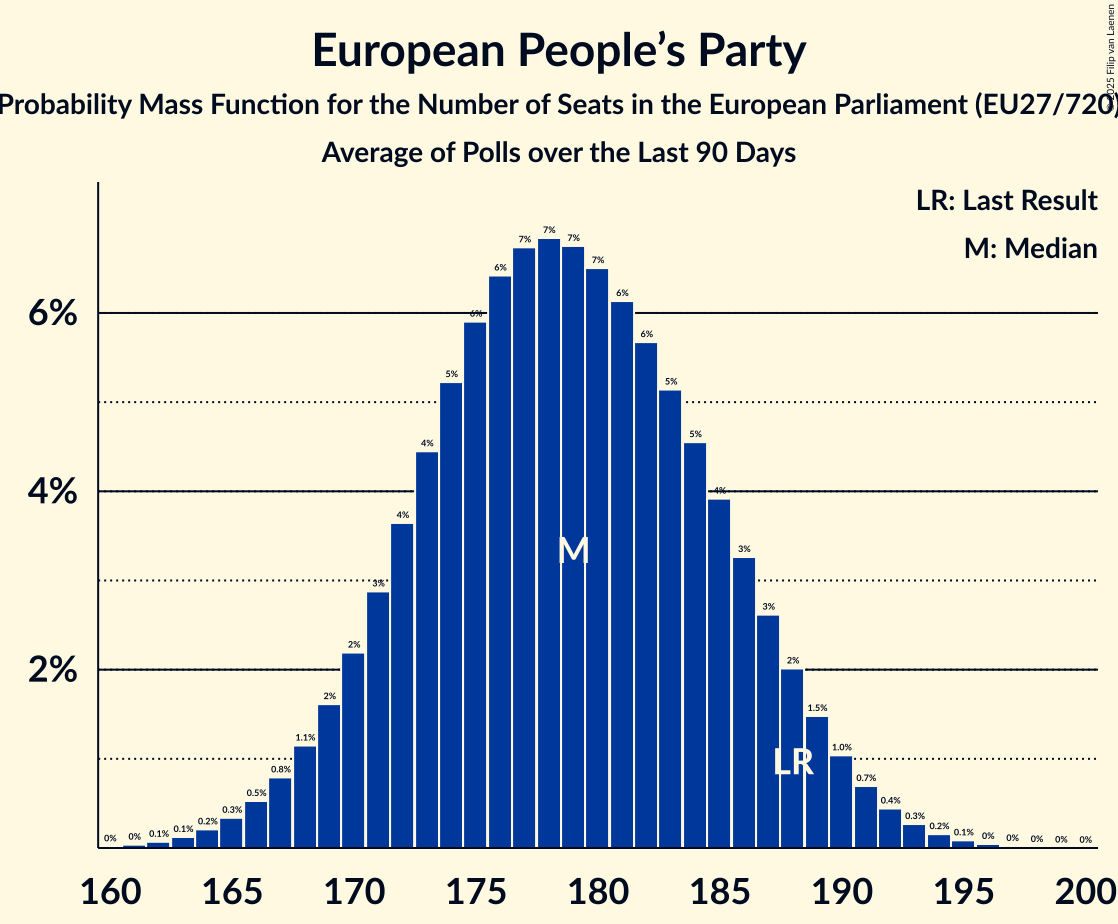 European People’s Party
Probability Mass Function for the Number of Seats in the European Parliament (EU27/720)
Average of Polls over the Last 90 Days
© 2025 Filip van Laenen
LR: Last Result
M: Median
6%
4%
2%
0% 0% 0.1% 0.1% 0.2% 0.3% 0.5% 0.8% 1.1% 2% 2% 3% 4% 4% 5% 6% 6% 7% 7% 7% 7% 6% 6% 5% 5% 4% 3% 3% 2% 1.5% 1.0% 0.7% 0.4% 0.3% 0.2% 0.1% 0% 0% 0% 0% 0%
M
LR
160 165 170 175 180 185 190 195 200